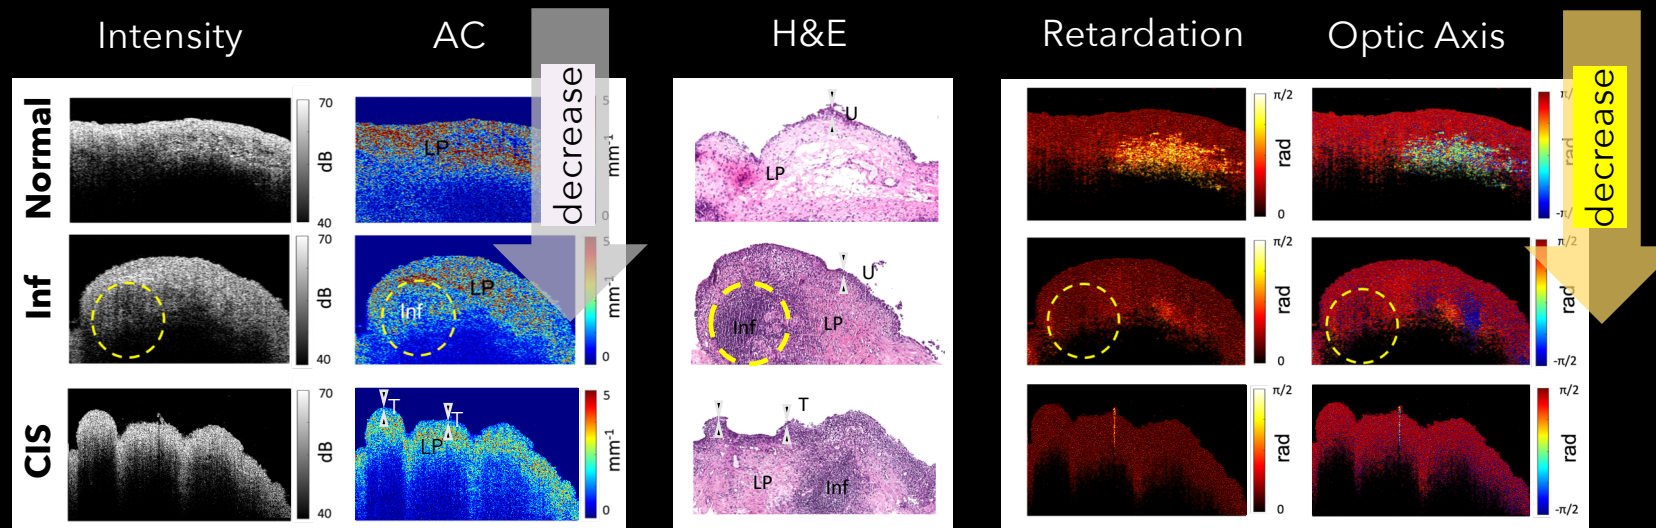 Intensity
AC
H&E
Retardation
Optic Axis
decrease
decrease
Normal
70
dB
40
LP
5
mm-1
0
U
LP
π/2
rad
0
π/
rad
-π/
Inf
70
dB
40
LP
Inf
5
mm-1
0
U
Inf
LP
π/2
rad
0
π/2
rad
-π/2
CIS
70
dB
40
T
T
LP
5
mm-1
0
T
LP
Inf
π/2
rad
0
π/2
rad
-π/2